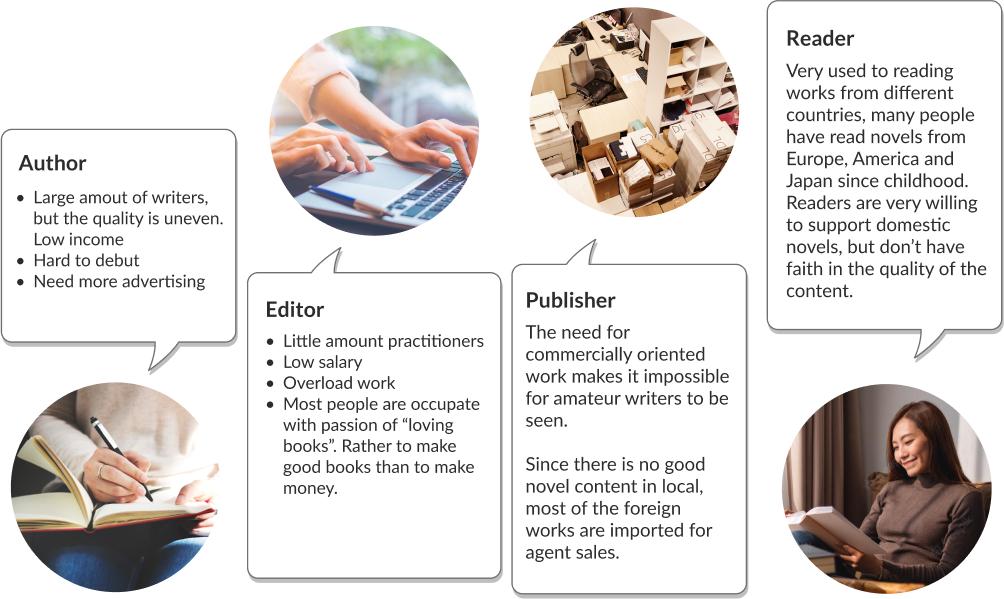 Author
• Large amout of writers,
but the quality is uneven.
Low income
• Hard to debut
• Need more advertising
Editor
• Little amount practitioners
• Low salary
• Overload work
• Most people are occupate
with passion of “loving
books”. Rather to make
good books than to make
money.
Publisher
The need for
commercially oriented
work makes it impossible
for amateur writers to be
seen.
Since there is no good
novel content in local,
most of the foreign
works are imported for
agent sales.
Reader
Very used to reading
works from different
countries, many people
have read novels from
Europe, America and
Japan since childhood.
Readers are very willing
to support domestic
novels, but don’t have
faith in the quality of the
content.